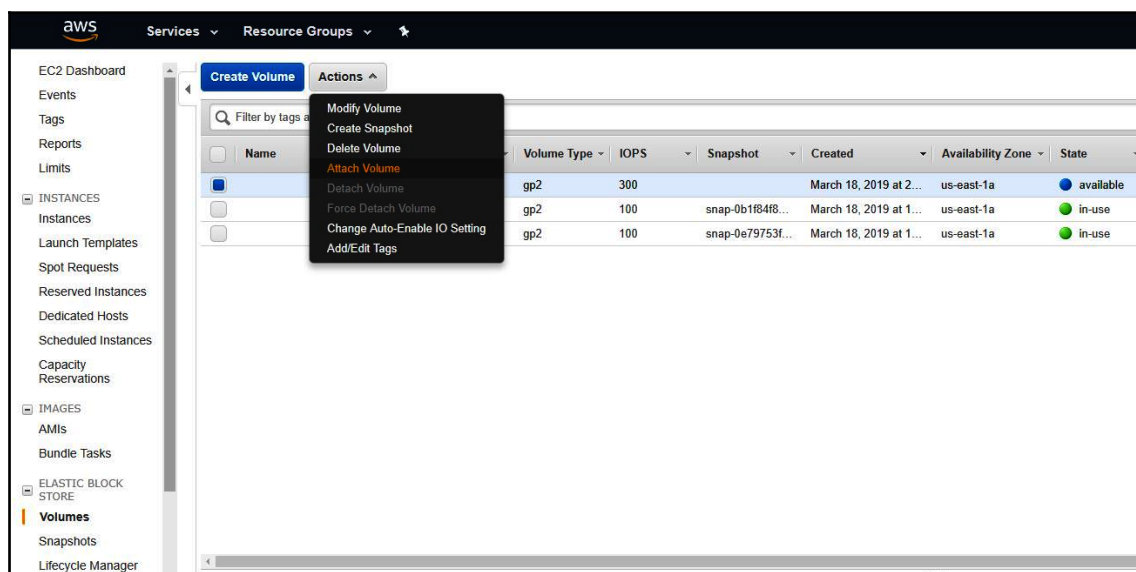 aws
Services
Resource Groups
EC2 Dashboard
Events
Tags
Reports
Limits
INSTANCES
Instances
Launch Templates
Spot Requests
Reserved Instances
Dedicated Hosts
Scheduled Instances
Capacity
Reservations
IMAGES
AMIs
Bundle Tasks
ELASTIC BLOCK
STORE
Volumes
Snapshots
Lifecycle Manager
Create Volume
Actions
Filter by tags a
Modify Volume
Create Snapshot
Delete Volume
Attach Volume
Detach Volume
Force Detach Volume
Change Auto-Enable IO Setting
Add/Edit Tags
Name Volume Type IOPS Snapshot Created Availability Zone State
gp2 300 March 18, 2019 at 2... us-east-1a available
gp2 100 snap-0b1f84f8... March 18, 2019 at 1... us-east-1a in-use
gp2 100 snap-0e79753f... March 18, 2019 at 1... us-east-1a in-use